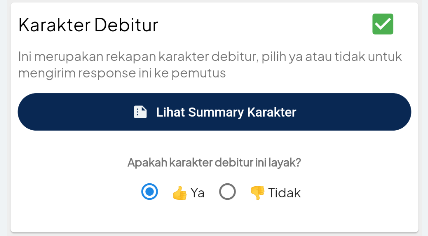 Karakter Debitur
Ini merupakan rekapan karakter debitur, pilih ya atau tidak untuk
mengirim response ini ke pemutus
Lihat Summary Karakter
Apakah karakter debitur ini layak?
👍 Ya 👎 Tidak